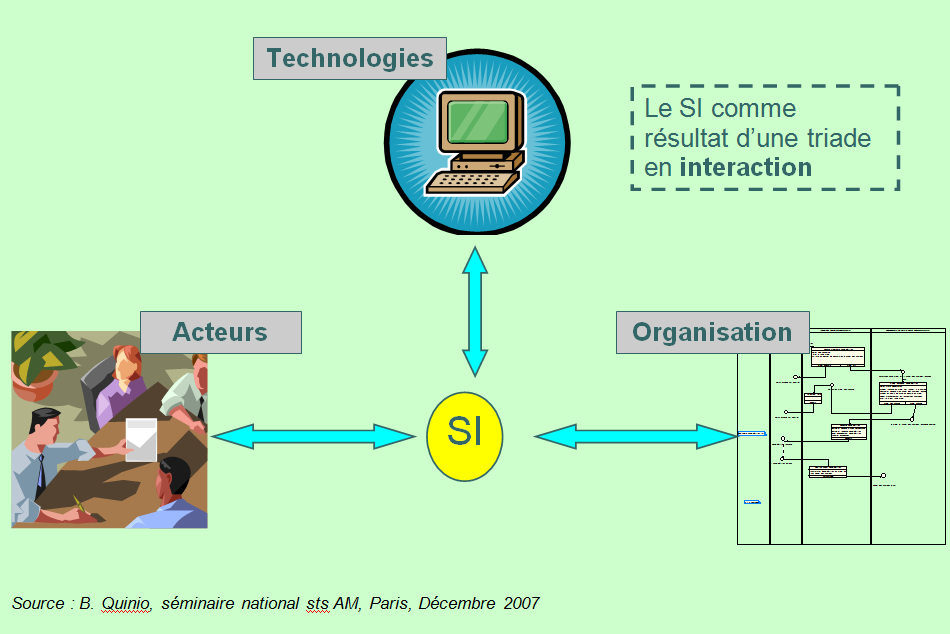 Technologies
Le SI comme
résultat d’une triade
en interaction
Acteurs
Organisation
SI
Source : B. Quinio, séminaire national sts AM, Paris, Décembre 2007